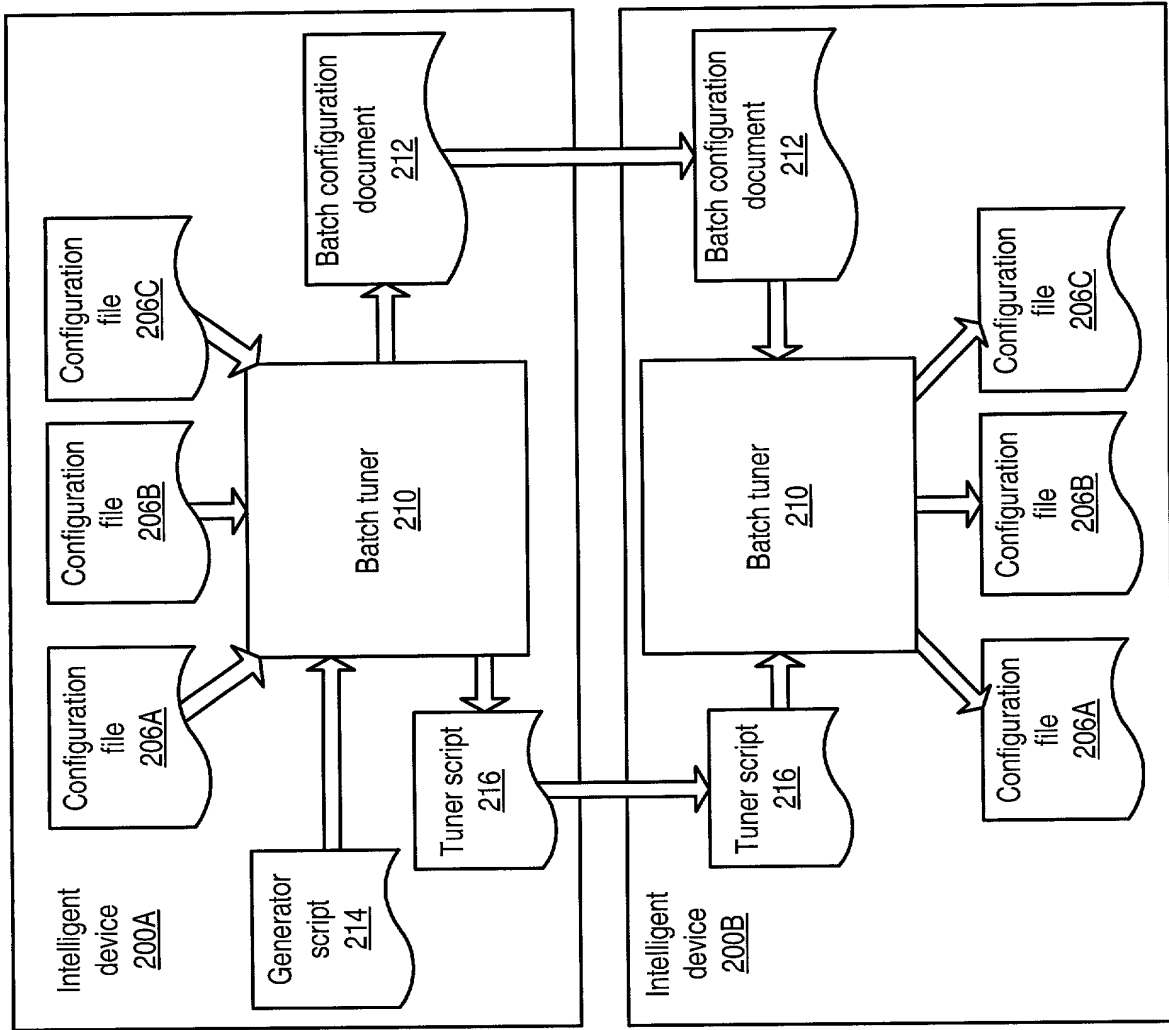 Intelligent
device
200A
Configuration
file
206A
Configuration
file
206B
Configuration
file
206C
Generator
script
214
Batch tuner
210
Batch configuration
document
212
Tuner script
216
Intelligent
device
200B
Tuner script
216
Batch tuner
210
Batch configuration
document
212
Configuration
file
206A
Configuration
file
206B
Configuration
file
206C